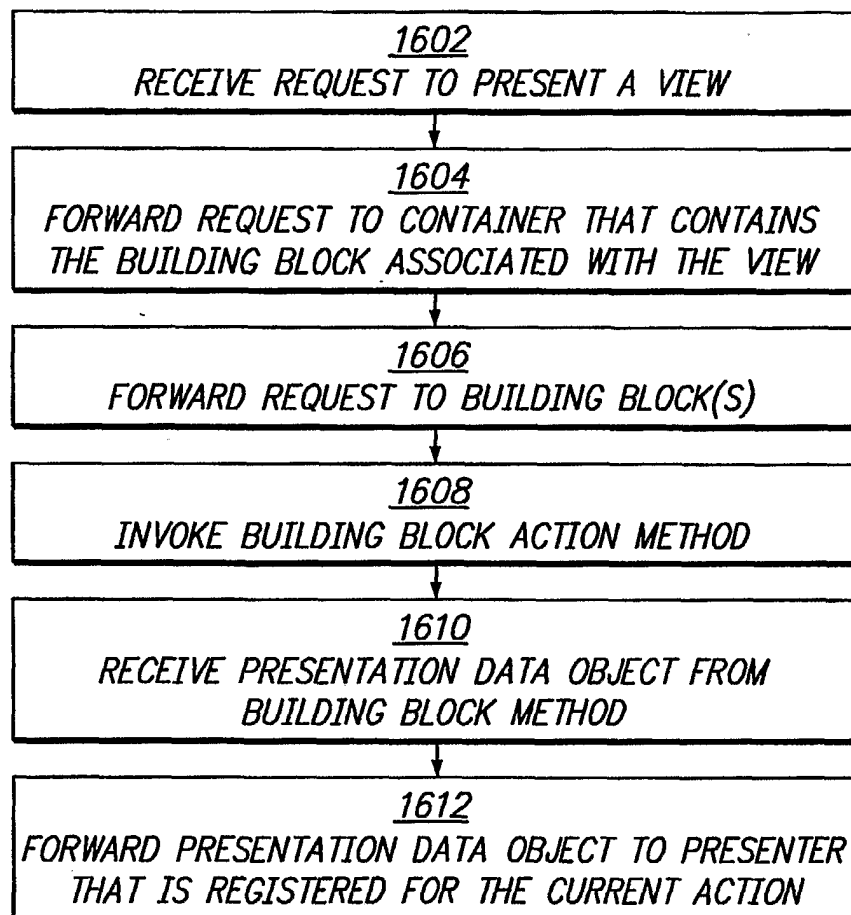 1602
RECEIVE REQUEST TO PRESENT A VIEW
1604
FORWARD REQUEST TO CONTAINER THAT CONTAINS
THE BUILDING BLOCK ASSOCIATED WITH THE VIEW
1606
FORWARD REQUEST TO BUILDING BLOCK(S)
1608
INVOKE BUILDING BLOCK ACTION METHOD
1610
RECEIVE PRESENTATION DATA OBJECT FROM
BUILDING BLOCK METHOD
1612
FORWARD PRESENTATION DATA OBJECT TO PRESENTER
THAT IS REGISTERED FOR THE CURRENT ACTION